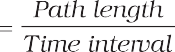 = Path length
Time interval